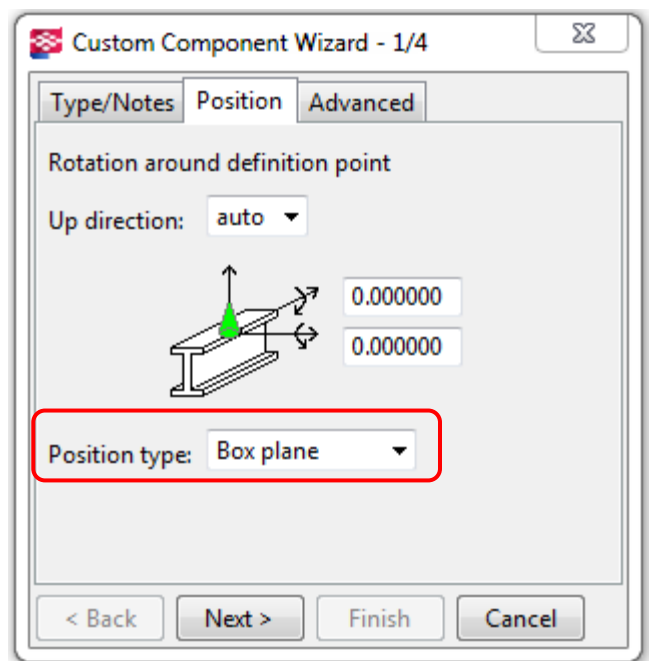 Custom Component Wizard - 1/4
Type/Notes Position Advanced
Rotation around definition point
Up direction: auto
0.000000
0.000000
Position type: Box plane
< Back Next > Finish Cancel